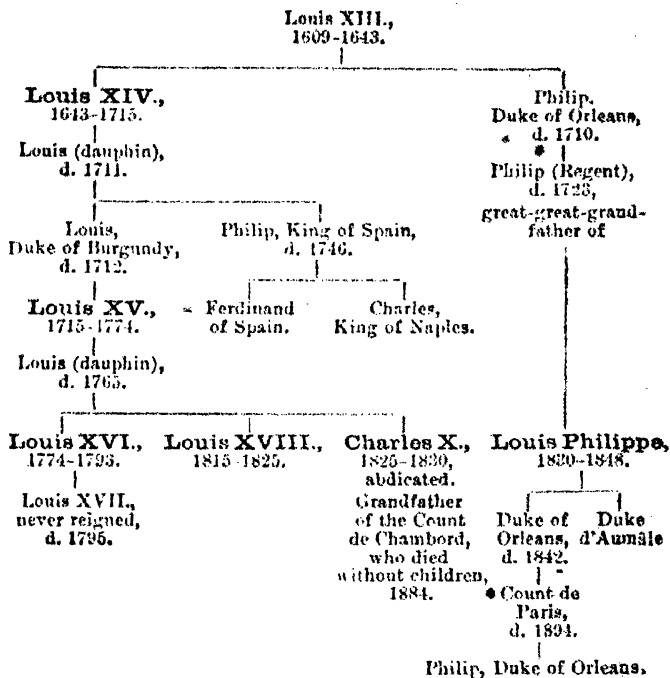 Louis XIII.,
1609-1643.
Louis XIV.,
1643-1715.
Philip,
Duke of Orleans,
d. 1710.
Louis (dauphin),
d. 1711.
Philip (Regent),
d. 1723,
great-great-grand-
father of
Louis,
Duke of Burgundy,
d. 1712.
Philip, King of Spain,
d. 1746.
Louis XV.,
1715-1774.
Ferdinand
of Spain.
Charles,
King of Naples.
Louis (dauphin),
d. 1765.
Louis XVI.,
1774-1793.
Louis XVII.,
never reigned,
d. 1795.
Louis XVIII.,
1815-1825.
Charles X.,
1825-1830,
abdicated.
Grandfather
of the Count
de Chambord,
who died
without children,
1884.
Louis Philippe,
1830-1848.
Duke of
Orleans,
d. 1842.
Duke
d'Aumâle
Count de
Paris,
d. 1894.
Philip, Duke of Orleans.